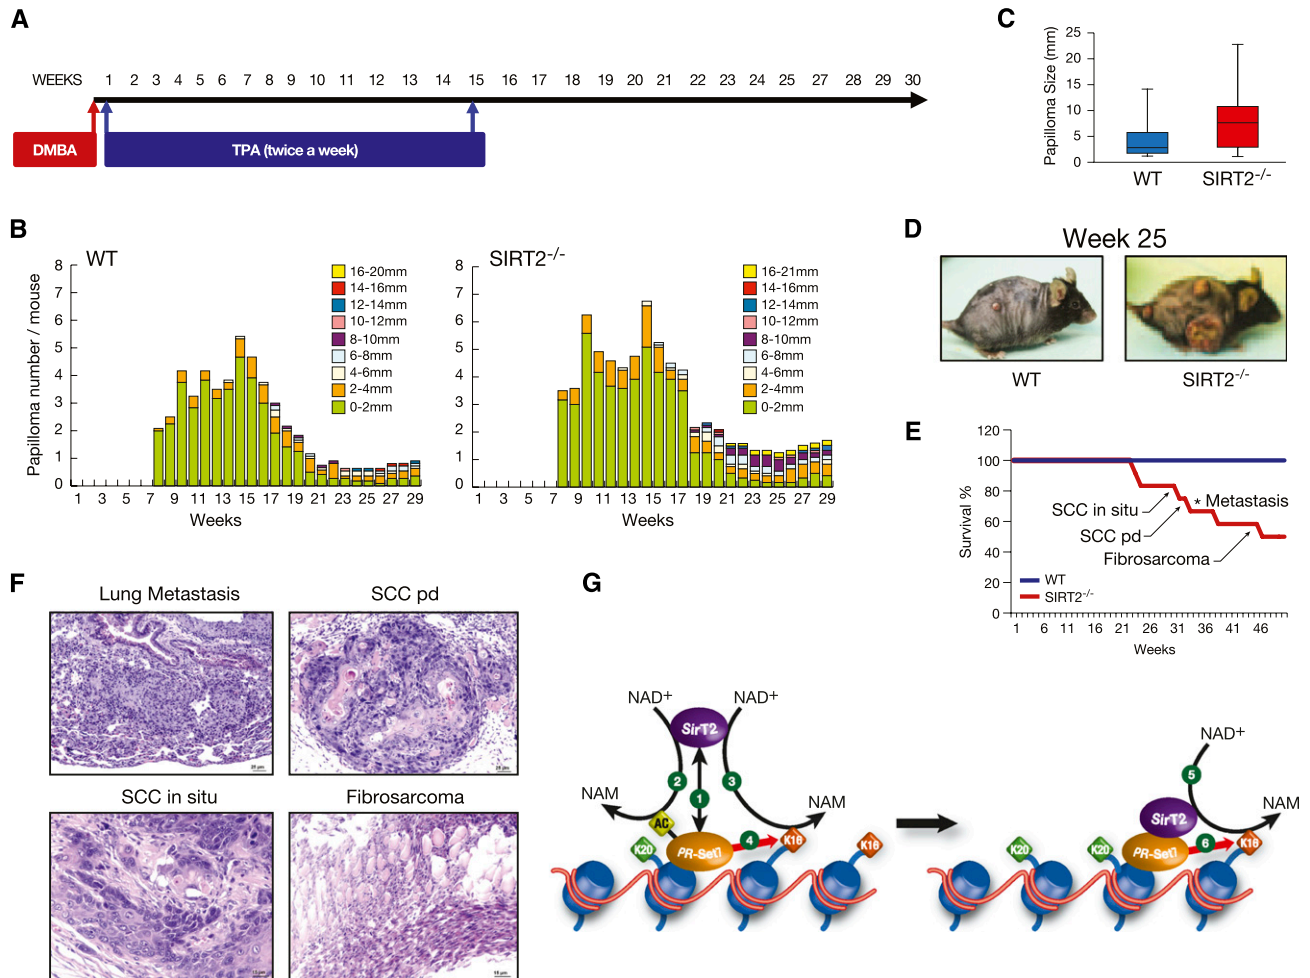 A
WEEKS 1 2 3 4 5 6 7 8 9 10 11 12 13 14 15 16 17 18 19 20 21 22 23 24 25 27 28 29 30
DMBA
TPA (twice a week)
C
Papilloma Size (mm)
25
20
15
10
5
0
WT SIRT2-/-
B
WT
Papilloma number / mouse
8
7
6
5
4
3
2
1
0
16-20mm
14-16mm
12-14mm
10-12mm
8-10mm
6-8mm
4-6mm
2-4mm
0-2mm
1 3 5 7 9 11 13 15 17 19 21 23 25 27 29
Weeks
SIRT2-/-
8
7
6
5
4
3
2
1
0
16-21mm
14-16mm
12-14mm
10-12mm
8-10mm
6-8mm
4-6mm
2-4mm
0-2mm
1 3 5 7 9 11 13 15 17 19 21 23 25 27 29
Weeks
D
Week 25
WT SIRT2-/-
E
Survival %
120
100
80
60
40
20
0
SCC in situ
* Metastasis
SCC pd
Fibrosarcoma
WT
SIRT2-/-
1 6 11 16 21 26 31 36 41 46
Weeks
F
Lung Metastasis SCC pd
SCC in situ Fibrosarcoma
G
NAD+ NAD+
SirT2
2 1 3
NAM NAM
AC
K20 PR-Set7 4 K16 K16
NAD+
5
NAM
SirT2
K20 K20 PR-Set7 6 K16